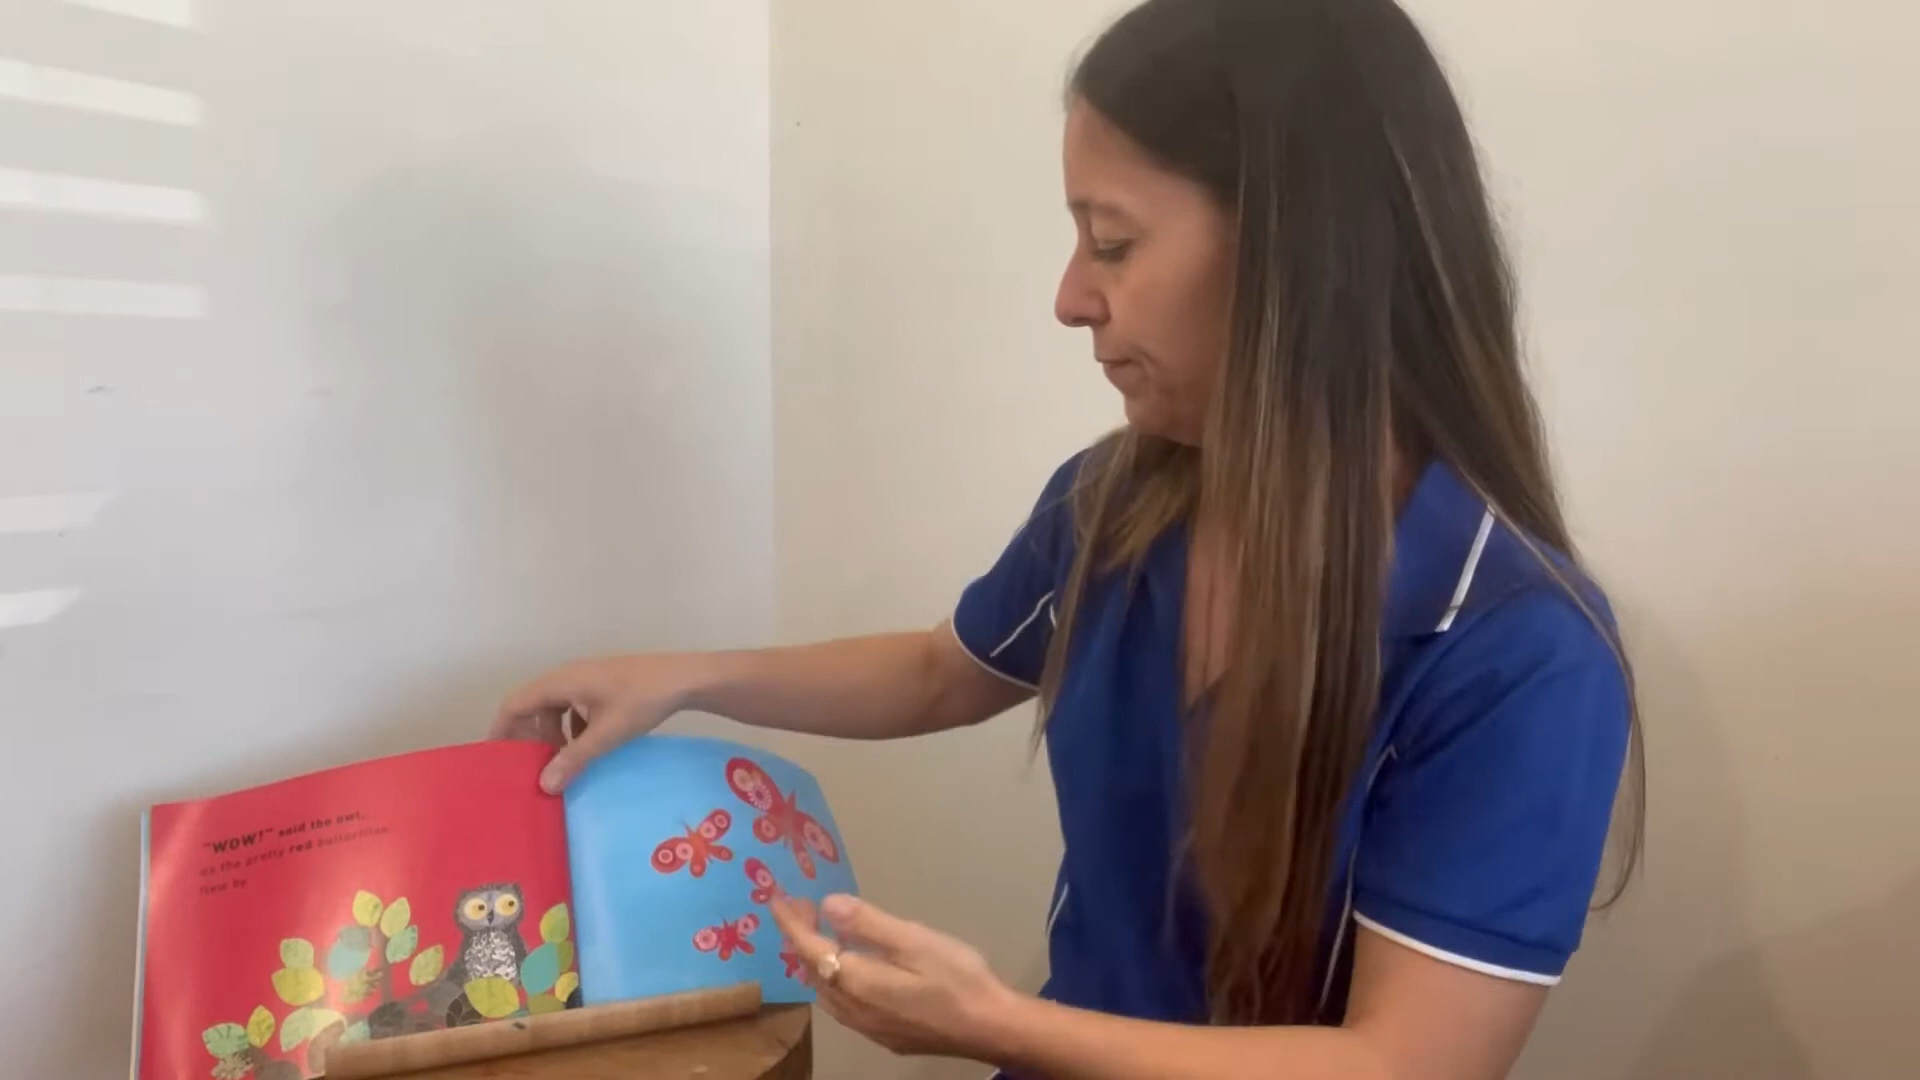 "WOW!" said the owl,
as the pretty red butterflies
flew by